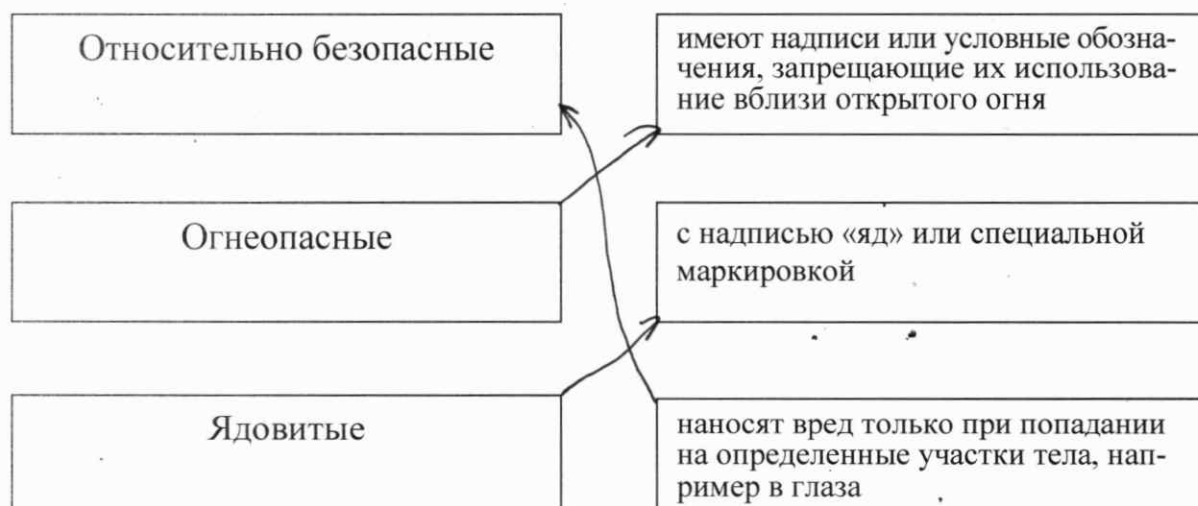 Относительно безопасные
имеют надписи или условные обозна-
чения, запрещающие их использова-
ние вблизи открытого огня
Огнеопасные
с надписью «яд» или специальной
маркировкой
Ядовитые
наносят вред только при попадании
на определенные участки тела, нап-
ример в глаза